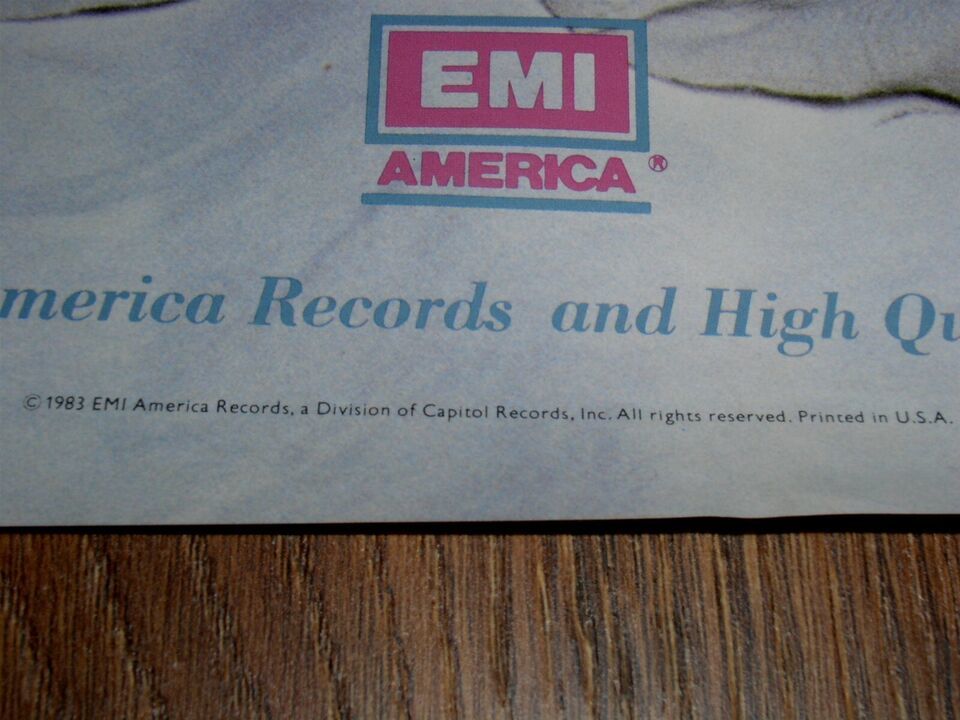 EMI
AMERICA®
merica Records and High Qu
© 1983 EMI America Records, a Division of Capitol Records, Inc. All rights reserved. Printed in U.S.A.